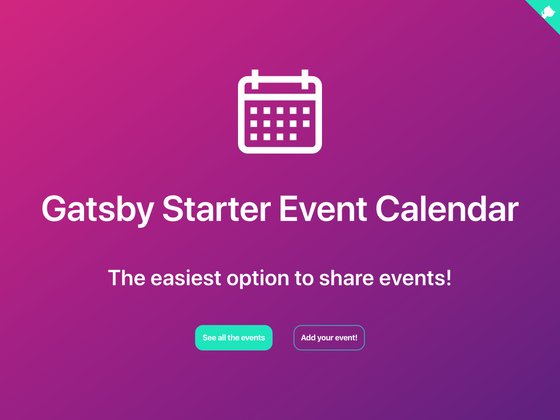 Gatsby Starter Event Calendar
The easiest option to share events!
See all the events
Add your event!